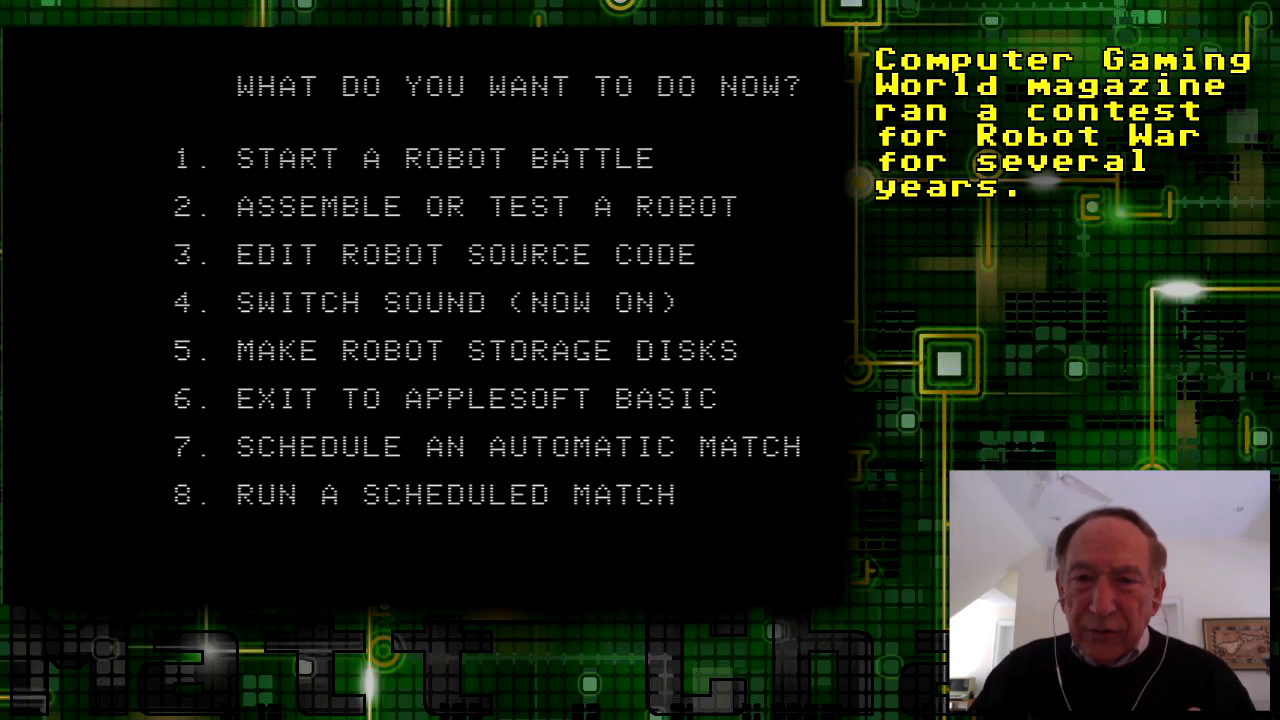 WHAT DO YOU WANT TO DO NOW?
1. START A ROBOT BATTLE
2. ASSEMBLE OR TEST A ROBOT
3. EDIT ROBOT SOURCE CODE
4. SWITCH SOUND (NOW ON)
5. MAKE ROBOT STORAGE DISKS
6. EXIT TO APPLESOFT BASIC
7. SCHEDULE AN AUTOMATIC MATCH
8. RUN A SCHEDULED MATCH
Computer Gaming
World magazine
ran a contest
for Robot War
for several
years.
Matt